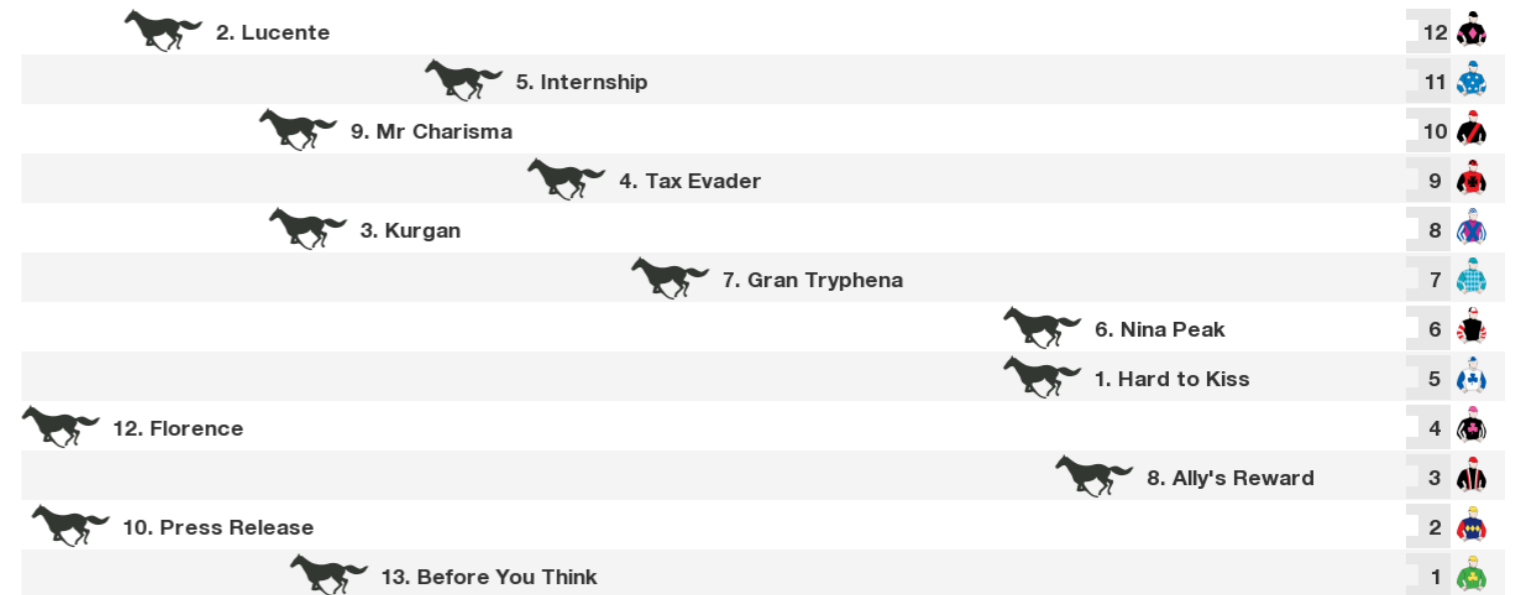 2. Lucente 12
5. Internship 11
9. Mr Charisma 10
4. Tax Evader 9
3. Kurgan 8
7. Gran Tryphena 7
6. Nina Peak 6
1. Hard to Kiss 5
12. Florence 4
8. Ally's Reward 3
10. Press Release 2
13. Before You Think 1